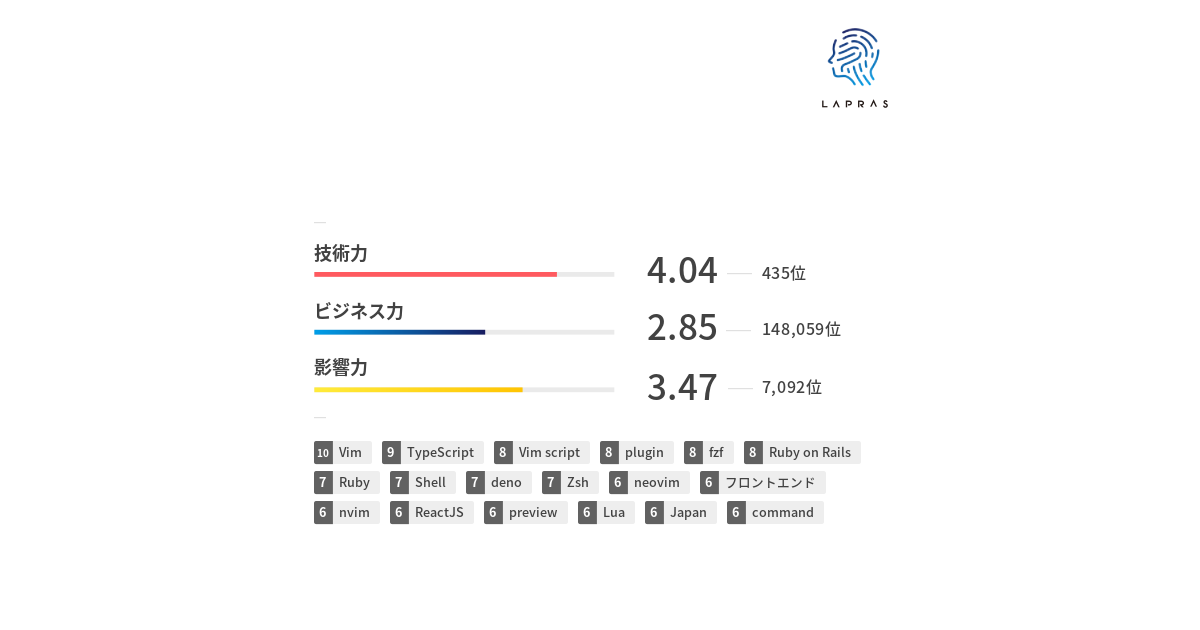 LAPRAS
技術力
4.04 435位
ビジネス力
2.85 148,059位
影響力
3.47 7,092位
10 Vim 9 TypeScript 8 Vim script 8 plugin 8 fzf 8 Ruby on Rails
7 Ruby 7 Shell 7 deno 7 Zsh 6 neovim 6 フロントエンド
6 nvim 6 ReactJS 6 preview 6 Lua 6 Japan 6 command